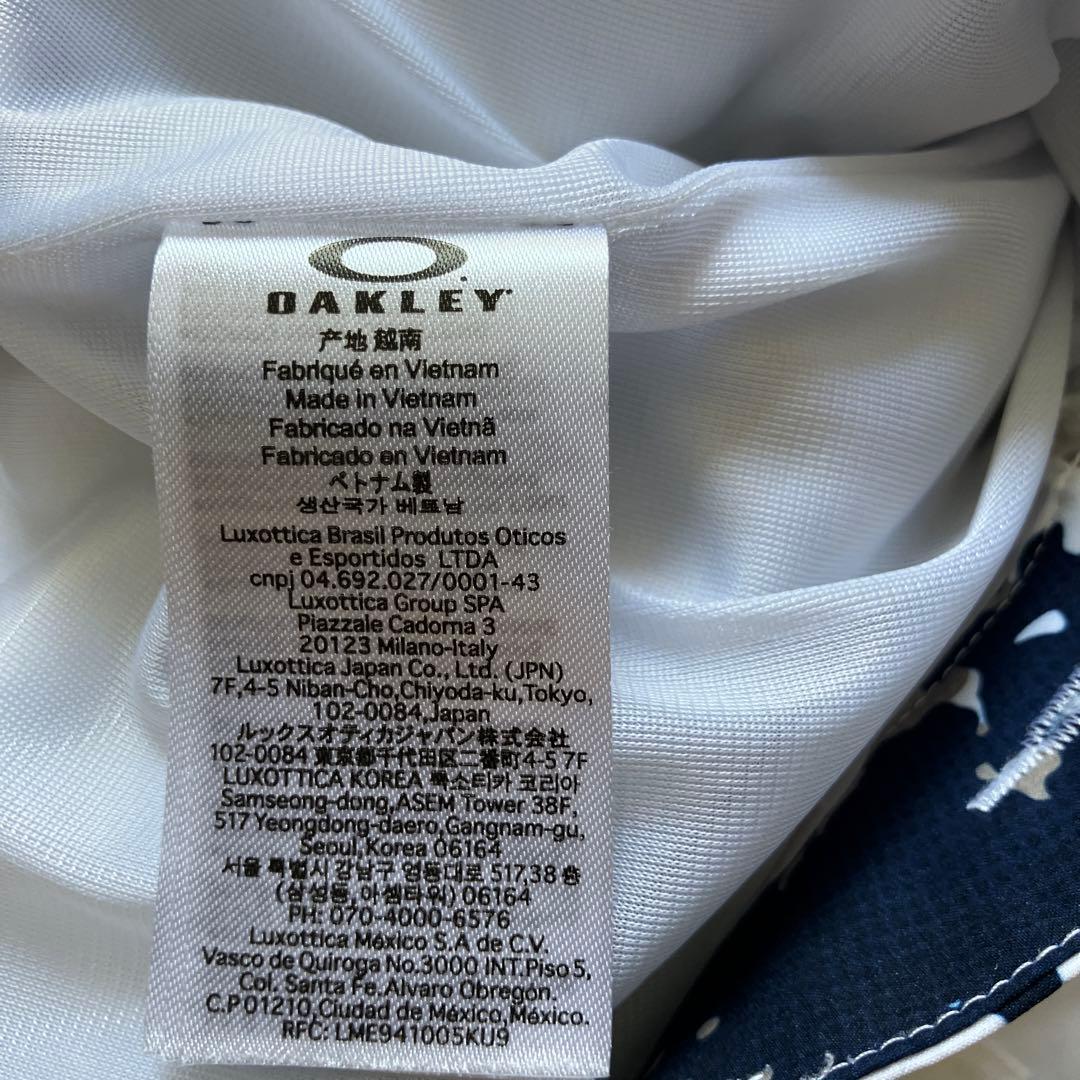 OAKLEY
产地 越南
Fabriqué en Vietnam
Made in Vietnam
Fabricado na Vietnã
Fabricado en Vietnam
ベトナム製
생산국가 베트남
Luxottica Brasil Produtos Oticos
e Esportidos LTDA
cnpj 04.692.027/0001-43
Luxottica Group SPA
Piazzale Cadorna 3
20123 Milano-Italy
Luxottica Japan Co., Ltd. (JPN)
7F,4-5 Niban-Cho,Chiyoda-ku,Tokyo,
102-0084,Japan
ルックスオティカジャパン株式会社
102-0084 東京都千代田区二番町4-5 7F
LUXOTTICA KOREA 룩소티카 코리아
Samseong-dong,ASEM Tower 38F,
517 Yeongdong-daero,Gangnam-gu,
Seoul,Korea 06164
서울 특별시 강남구 영동대로 517,38 층
(삼성동,아셈타워) 06164
PH: 070-4000-6576
Luxottica México S.A de C.V.
Vasco de Quiroga No.3000 INT.Piso 5,
Col. Santa Fe.Alvaro Obregón.
C.P 01210,Ciudad de México,México.
RFC: LME941005KU9